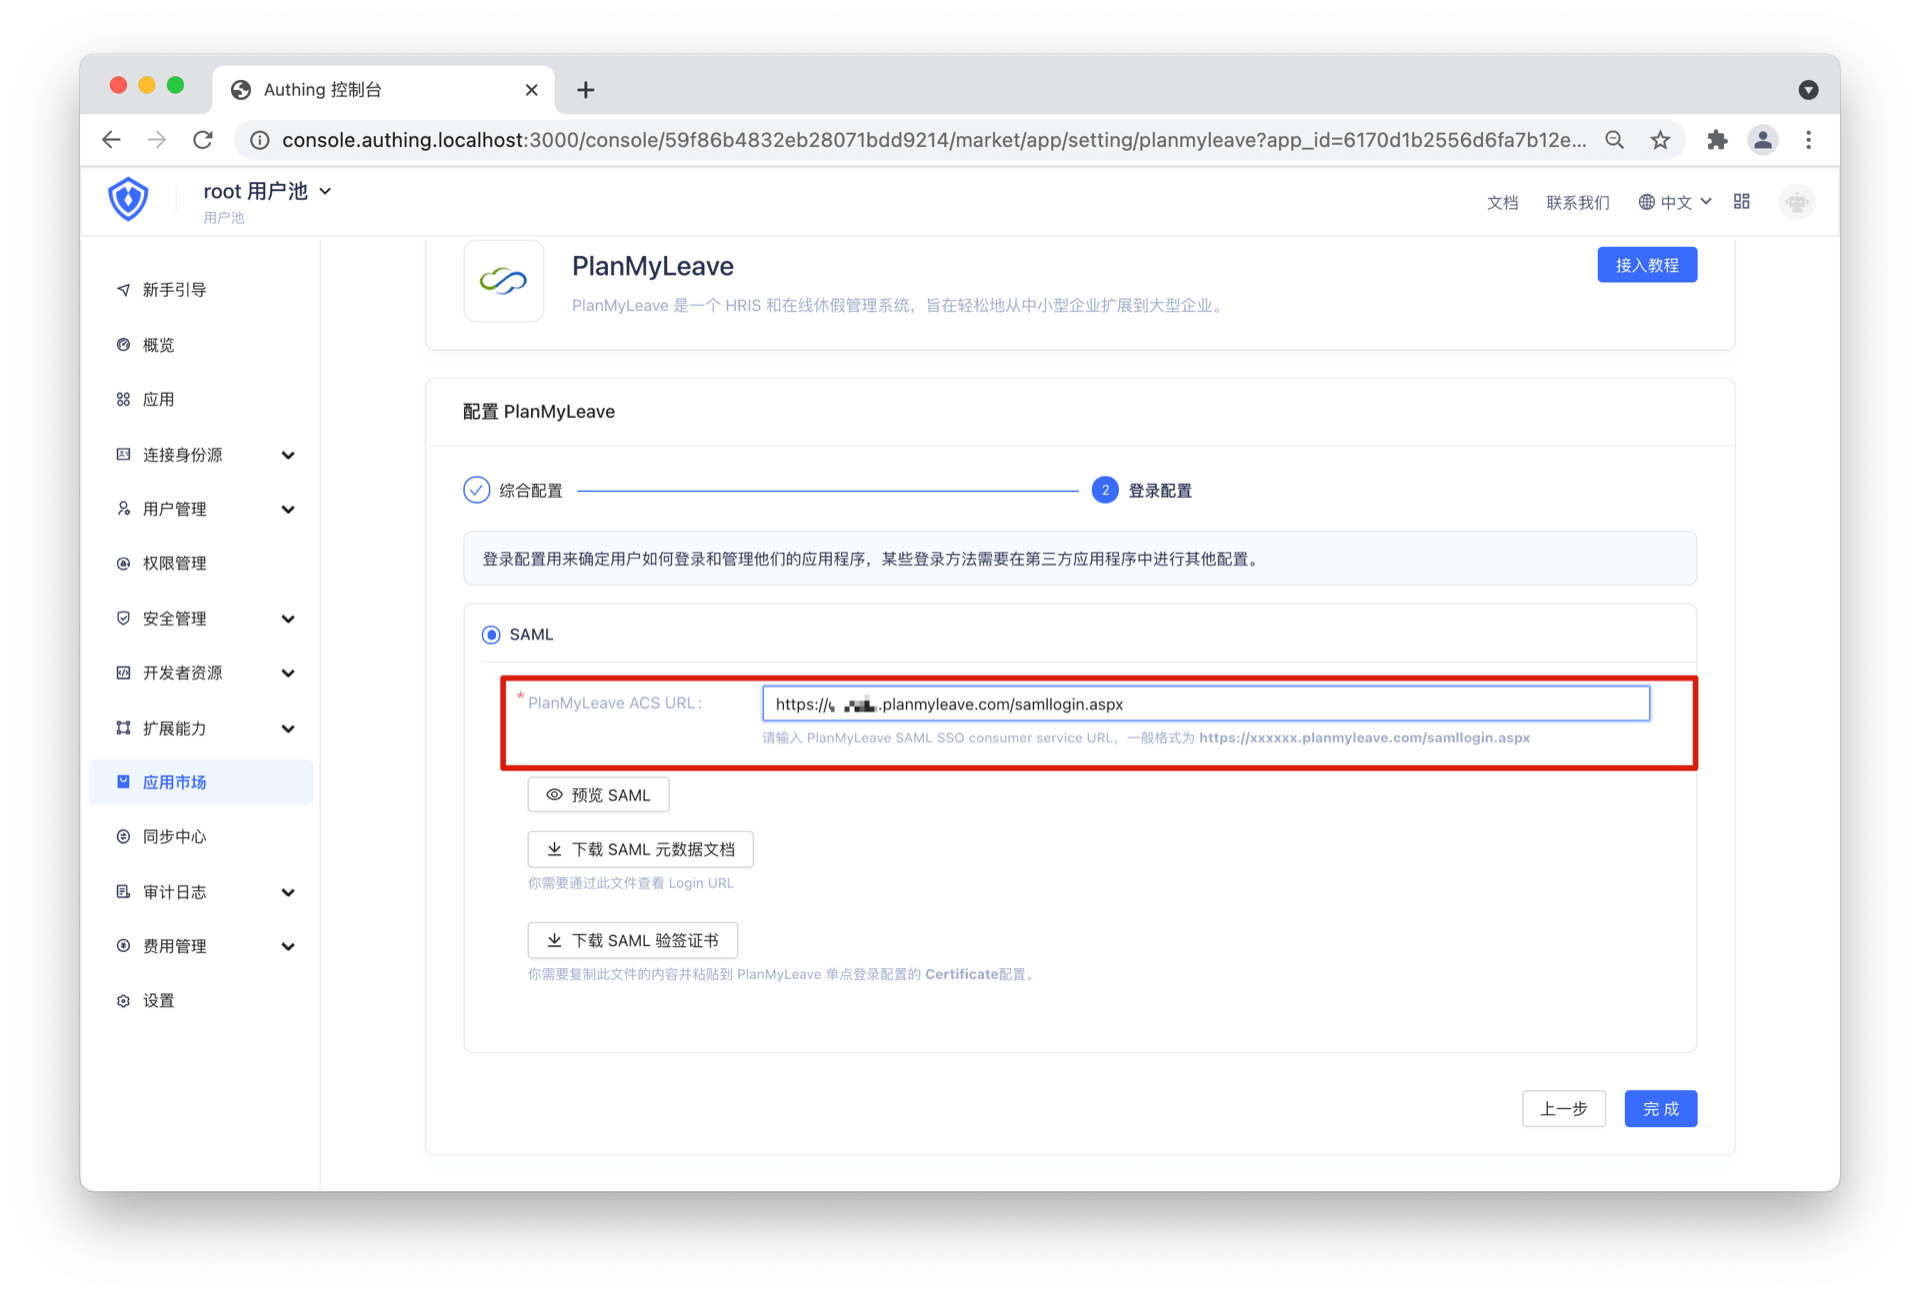 Authing 控制台
console.authing.localhost:3000/console/59f86b4832eb28071bdd9214/market/app/setting/planmyleave?app_id=6170d1b2556d6fa7b12e...
root 用户池
用户池
文档
联系我们
中文
新手引导
概览
应用
连接身份源
用户管理
权限管理
安全管理
开发者资源
扩展能力
应用市场
同步中心
审计日志
费用管理
设置
PlanMyLeave
接入教程
PlanMyLeave 是一个 HRIS 和在线休假管理系统，旨在轻松地从中小型企业扩展到大型企业。
配置 PlanMyLeave
综合配置
2 登录配置
登录配置用来确定用户如何登录和管理他们的应用程序，某些登录方法需要在第三方应用程序中进行其他配置。
SAML
* PlanMyLeave ACS URL:
https://.planmyleave.com/samllogin.aspx
请输入 PlanMyLeave SAML SSO consumer service URL，一般格式为 https://xxxxxx.planmyleave.com/samllogin.aspx
预览 SAML
下载 SAML 元数据文档
你需要通过此文件查看 Login URL
下载 SAML 验签证书
你需要复制此文件的内容并粘贴到 PlanMyLeave 单点登录配置的 Certificate配置。
上一步
完 成